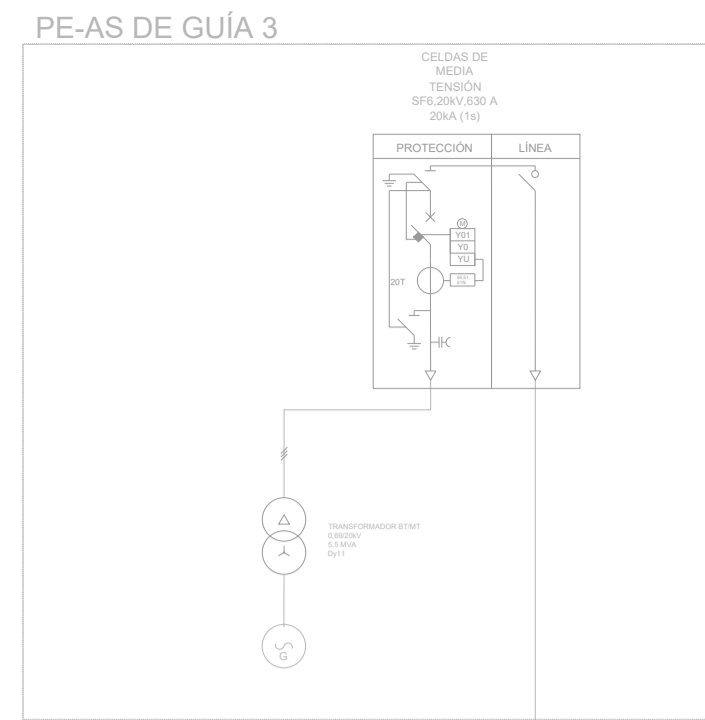 PE-AS DE GUÍA 3
CELDAS DE
MEDIA
TENSIÓN
SF6,20kV,630 A
20kA (1s)
PROTECCIÓN
LÍNEA
M
Y01
Y0
YU
20T
TRANSFORMADOR BT/MT
0,69/20kV
5,5 MVA
Dy11
G